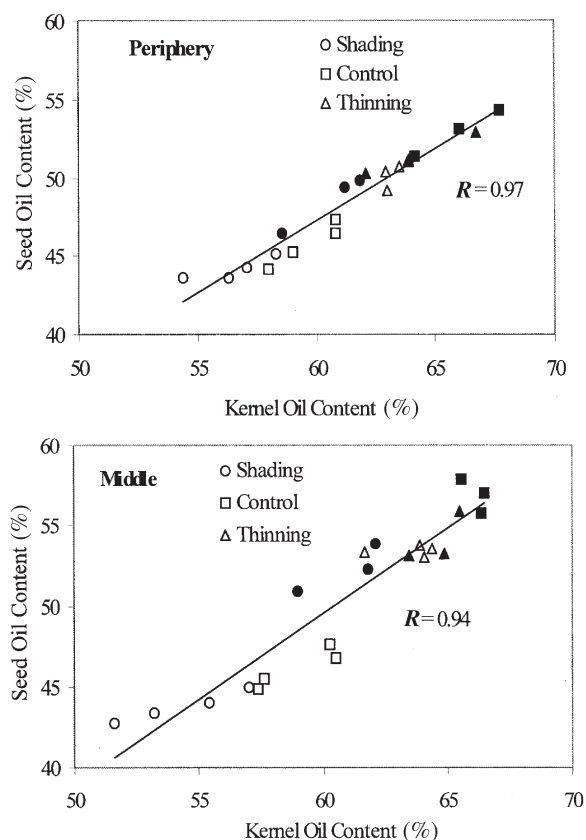 60
Periphery
Shading
Control
Thinning
55
50
45
40
R=0.97
Seed Oil Content (%)
50 55 60 65 70
Kernel Oil Content (%)
60
Middle
Shading
Control
Thinning
55
50
45
40
R=0.94
Seed Oil Content (%)
50 55 60 65 70
Kernel Oil Content (%)